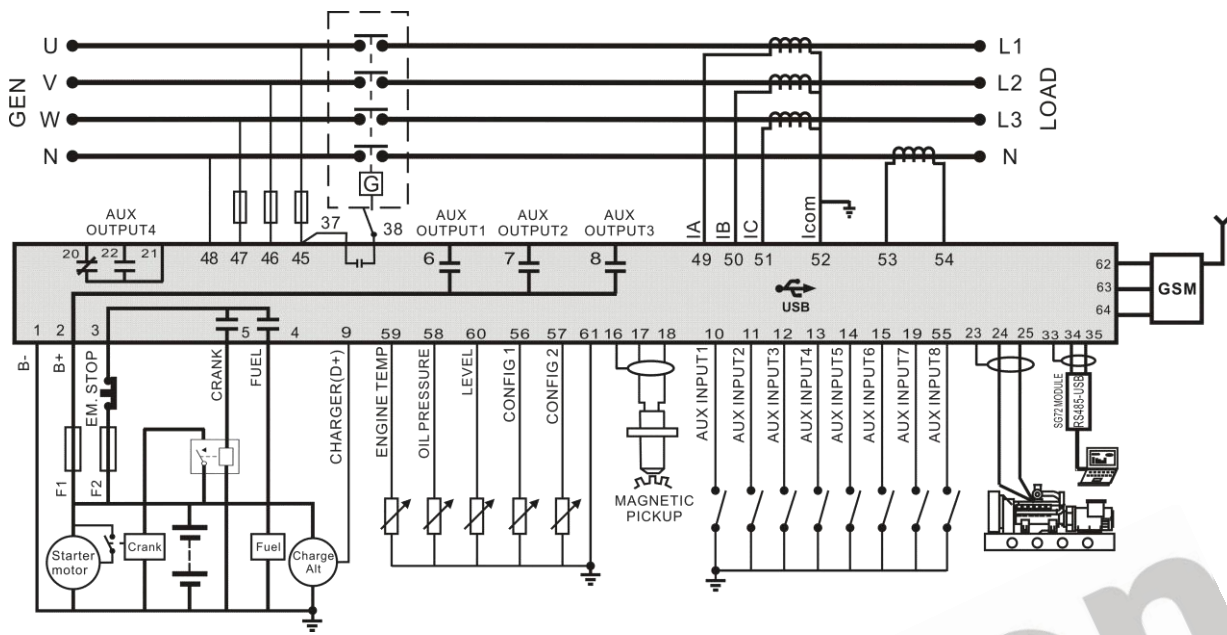 U
V
W
N
GEN
L1
L2
L3
N
LOAD
G
AUX
OUTPUT4
37
38
AUX
OUTPUT1
AUX
OUTPUT2
AUX
OUTPUT3
IA
IB
IC
Icom
20
22
21
48
47
46
45
6
7
8
49
50
51
52
53
54
USB
62
63
64
GSM
1
2
3
5
4
9
59
58
60
56
57
61
16
17
18
10
11
12
13
14
15
19
55
23
24
25
33
34
35
B-
B+
EM. STOP
CRANK
FUEL
CHARGER(D+)
ENGINE TEMP
OIL PRESSURE
LEVEL
CONFIG 1
CONFIG 2
AUX INPUT1
AUX INPUT2
AUX INPUT3
AUX INPUT4
AUX INPUT5
AUX INPUT6
AUX INPUT7
AUX INPUT8
SG72 MODULE
RS485-USB
F1
F2
MAGNETIC
PICKUP
Starter
motor
Crank
Fuel
Charge
Alt